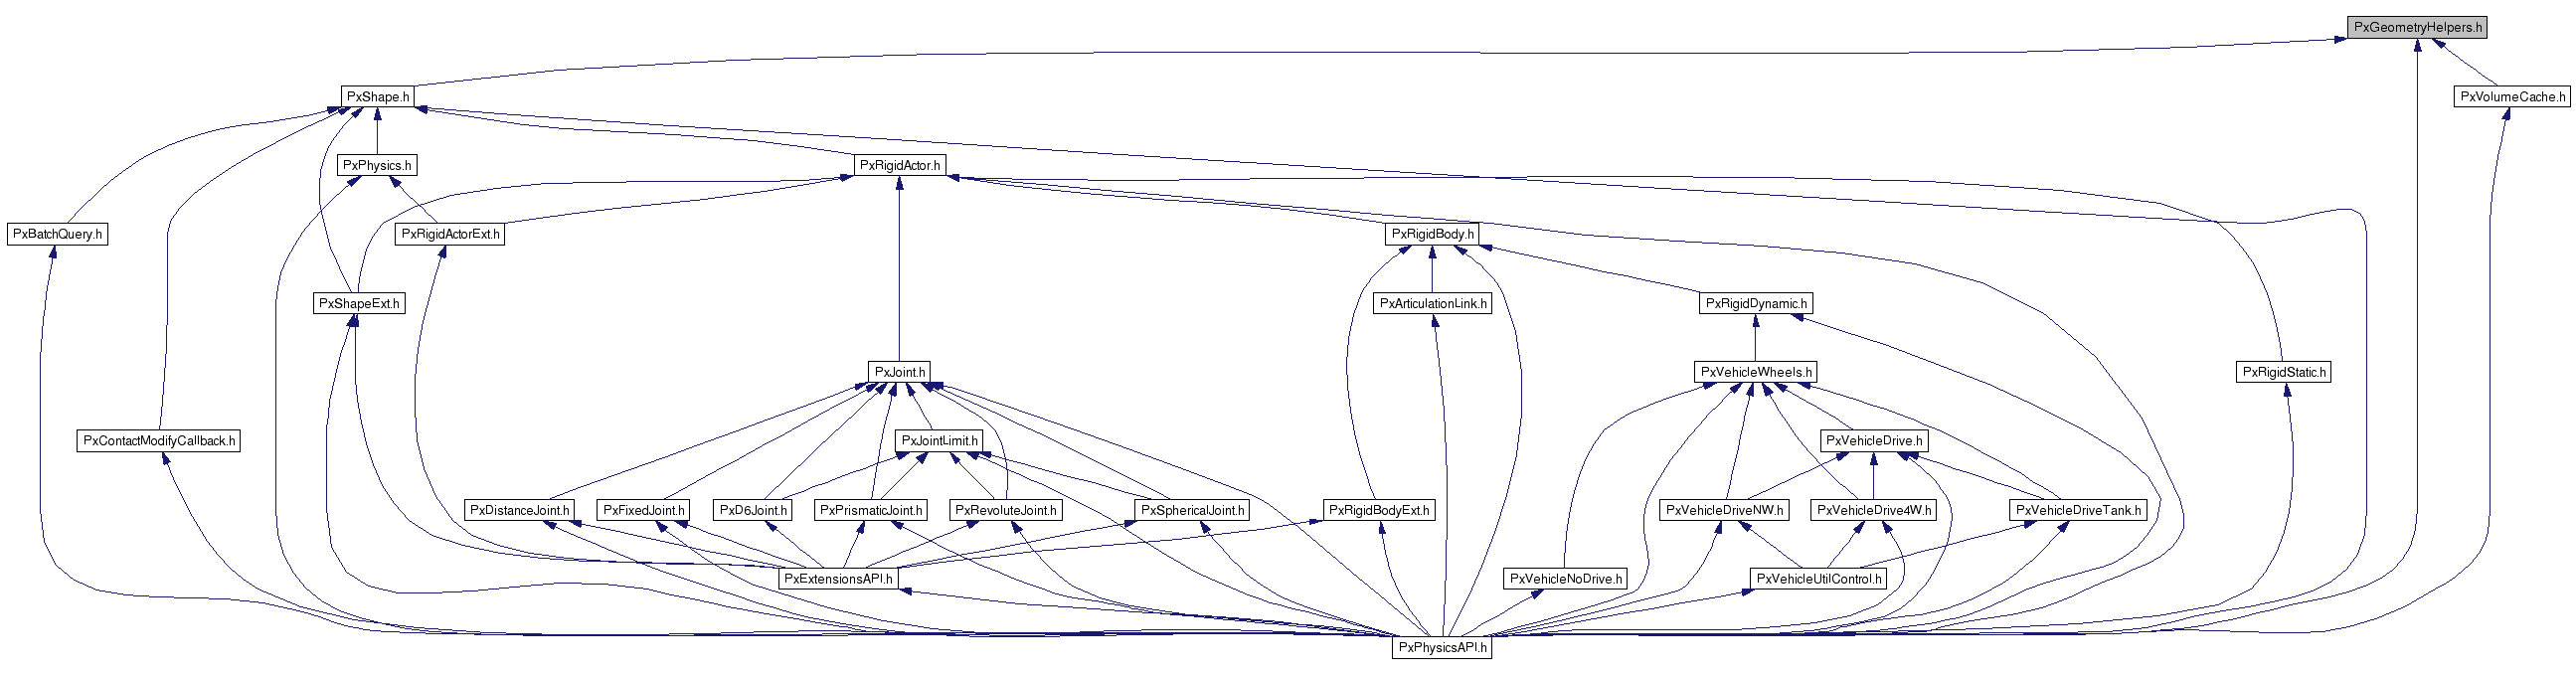 PxGeometryHelpers.h
PxShape.h
PxVolumeCache.h
PxPhysics.h
PxRigidActor.h
PxBatchQuery.h
PxRigidActorExt.h
PxRigidBody.h
PxShapeExt.h
PxArticulationLink.h
PxRigidDynamic.h
PxJoint.h
PxVehicleWheels.h
PxRigidStatic.h
PxContactModifyCallback.h
PxJointLimit.h
PxVehicleDrive.h
PxDistanceJoint.h
PxFixedJoint.h
PxD6Joint.h
PxPrismaticJoint.h
PxRevoluteJoint.h
PxSphericalJoint.h
PxRigidBodyExt.h
PxVehicleDriveNW.h
PxVehicleDrive4W.h
PxVehicleDriveTank.h
PxExtensionsAPI.h
PxVehicleNoDrive.h
PxVehicleUtilControl.h
PxPhysicsAPI.h